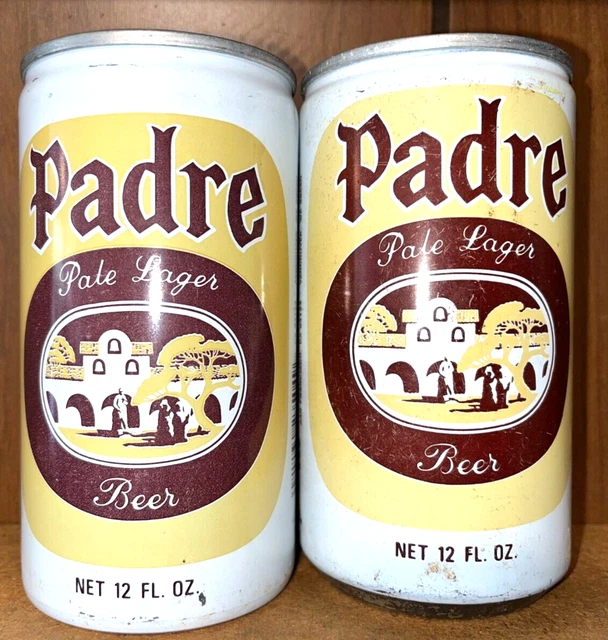 Padre
Pale Lager
Beer
NET 12 FL. OZ.
Padre
Pale Lager
Beer
NET 12 FL. OZ.